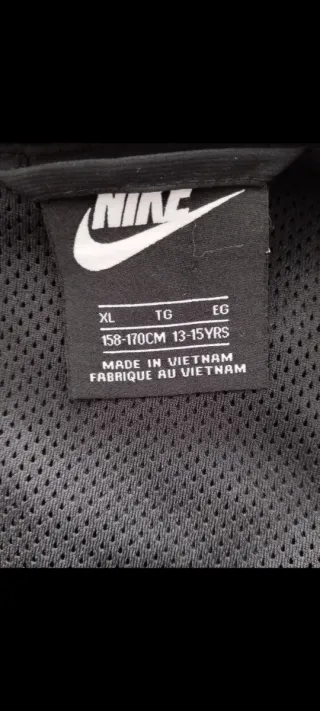 NIKE
XL TG EG
158-170CM 13-15YRS
MADE IN VIETNAM
FABRIQUE AU VIETNAM